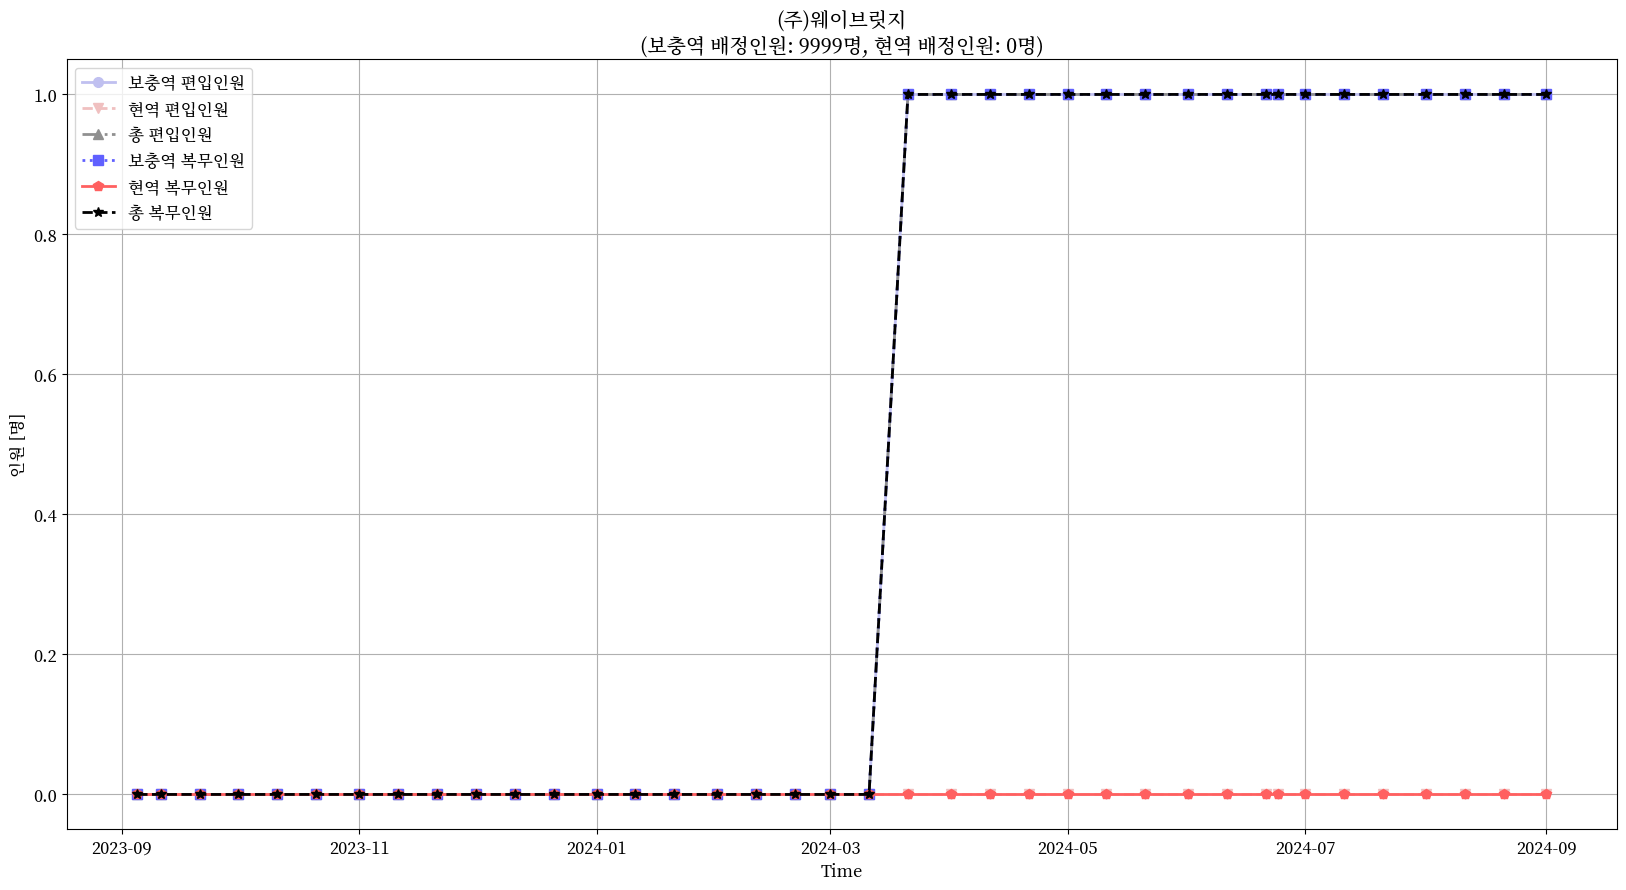 (주)웨이브릿지
(보충역 배정인원: 9999명, 현역 배정인원: 0명)
보충역 편입인원
현역 편입인원
총 편입인원
보충역 복무인원
현역 복무인원
총 복무인원
1.0
0.8
0.6
0.4
0.2
0.0
인원 [명]
2023-09
2023-11
2024-01
2024-03
2024-05
2024-07
2024-09
Time